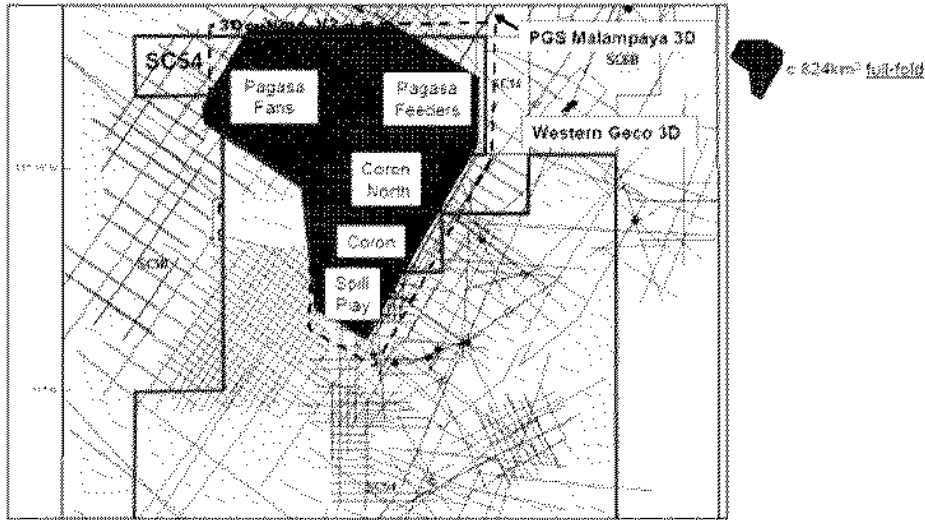 SC54
PGS Malampaya 3D
c 824km² full-fold
Pagasa
Fans
Pagasa
Feeders
Western Geco 3D
Coron
North
Coron
Spill
Play